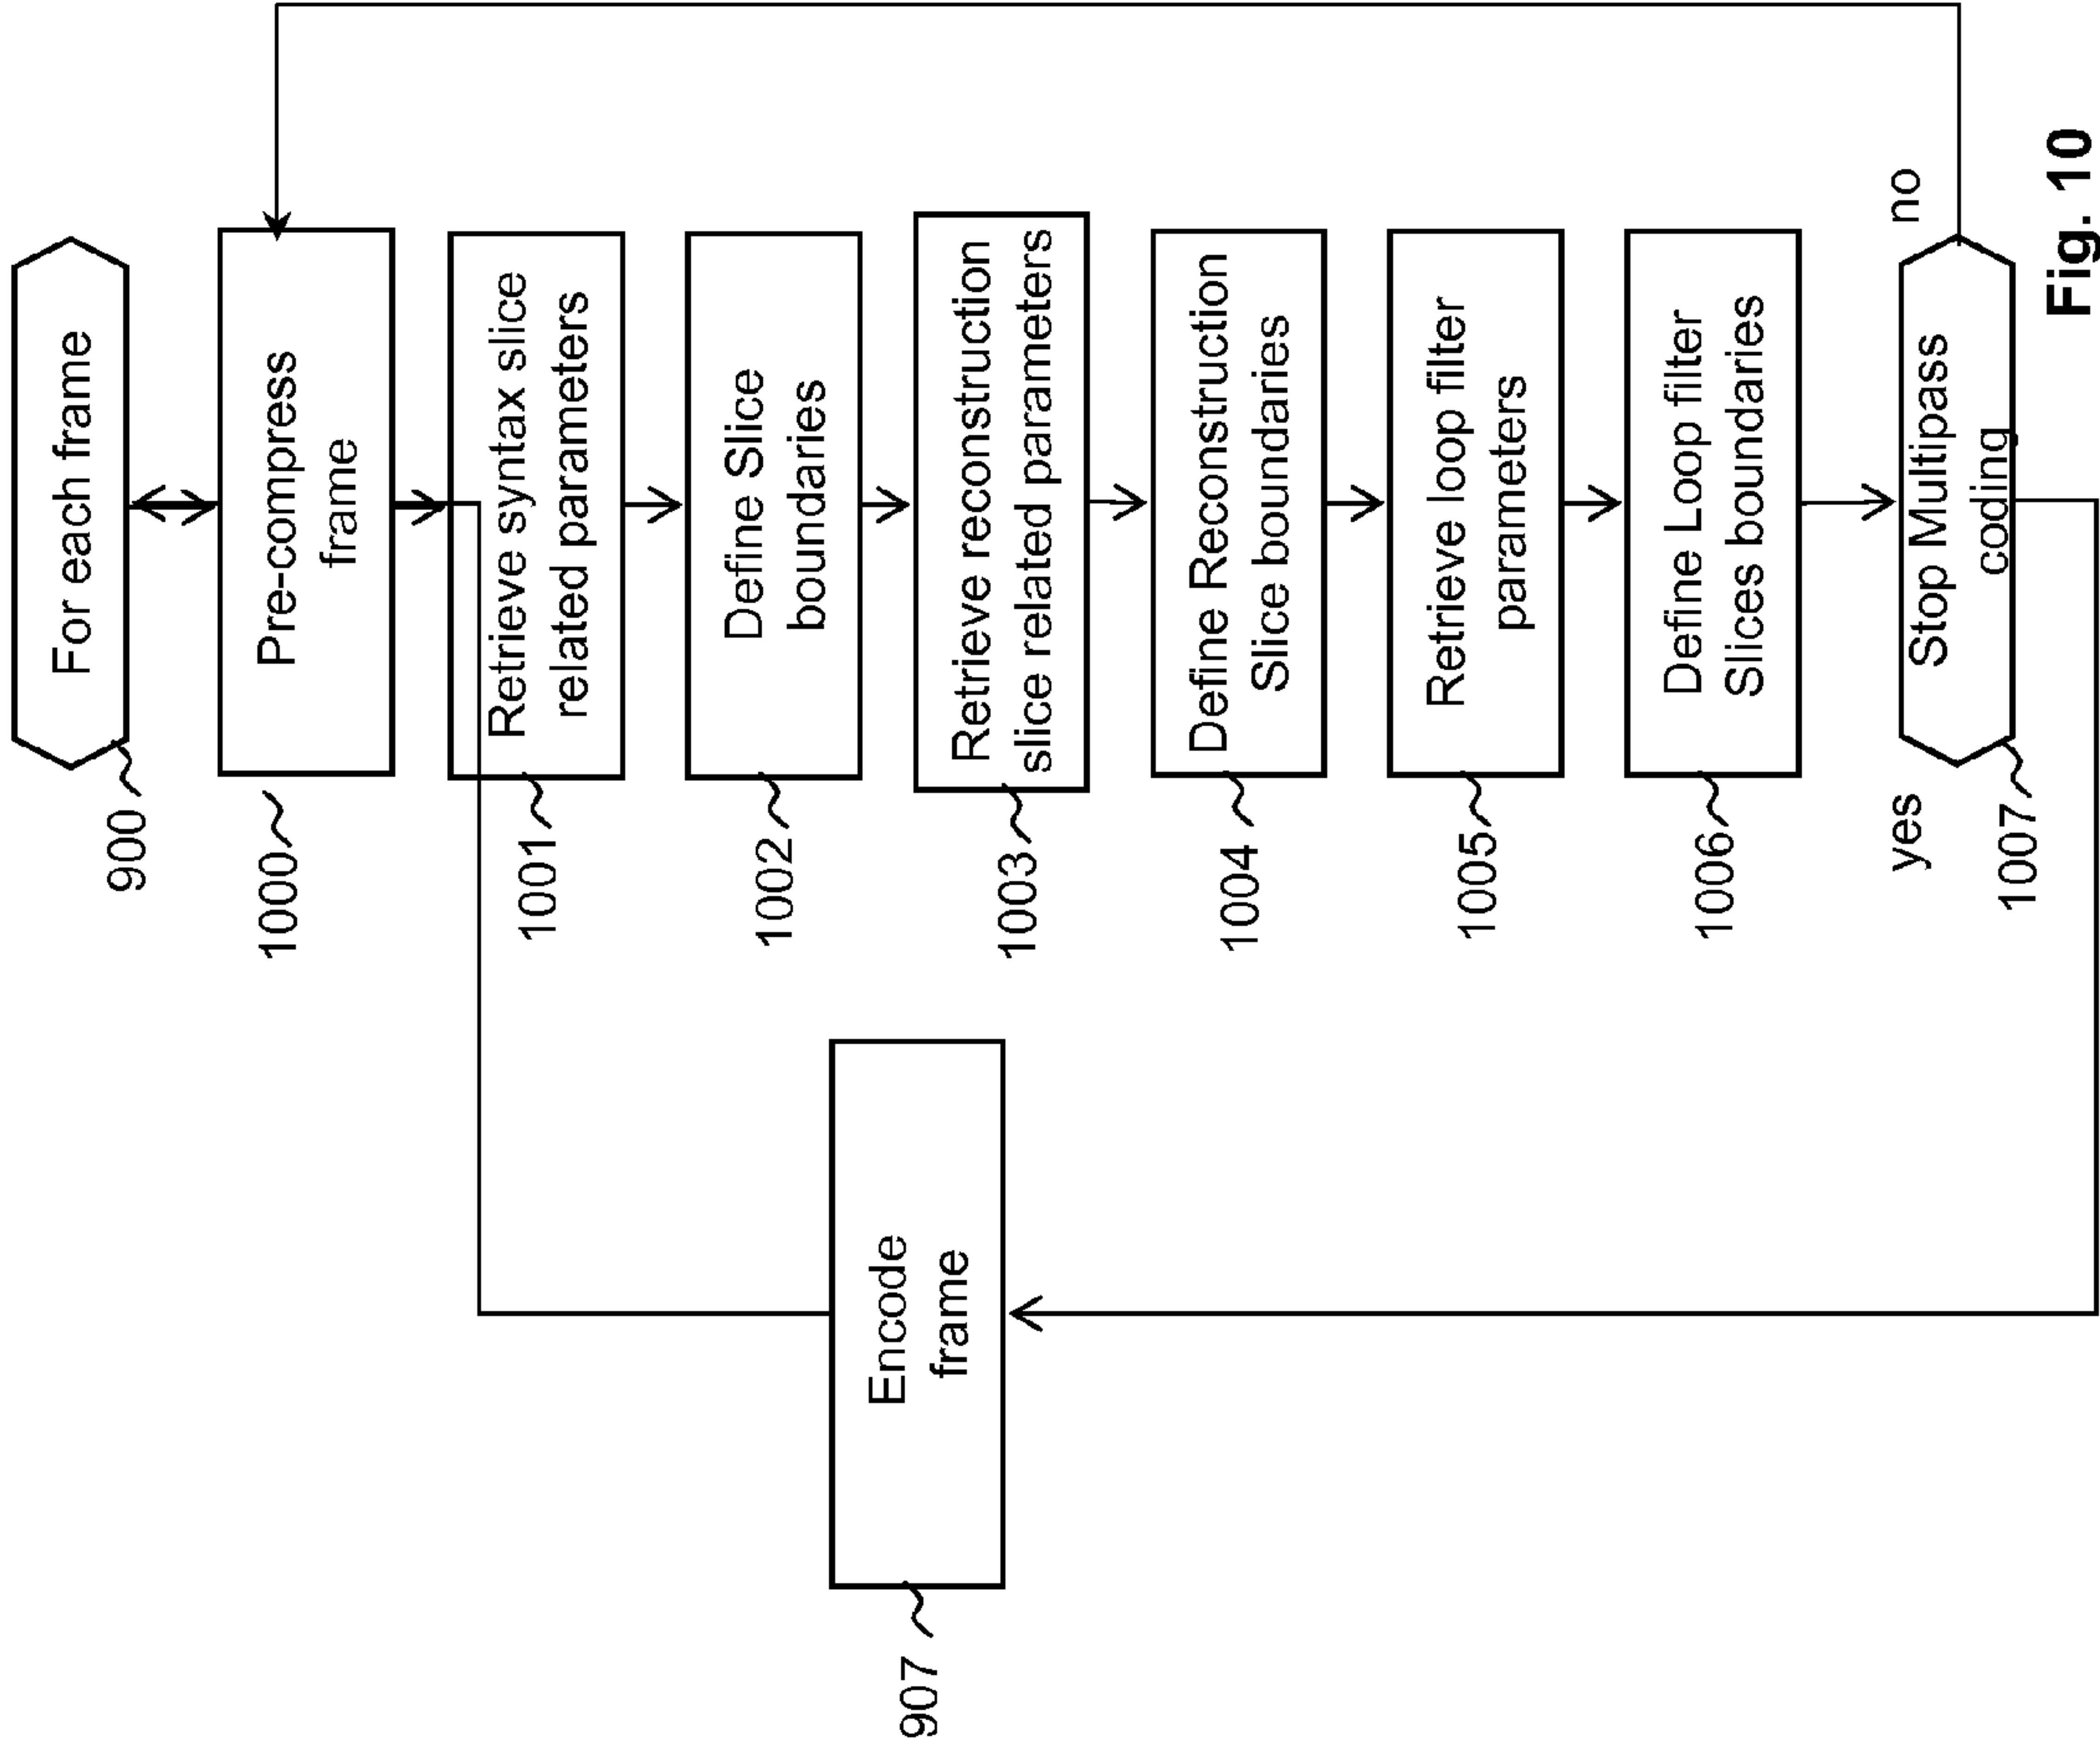 For each frame
900
Pre-compress
frame
1000
Retrieve syntax slice
related parameters
1001
Define Slice
boundaries
1002
Retrieve reconstruction
slice related parameters
1003
Define Reconstruction
Slice boundaries
1004
Retrieve loop filter
parameters
1005
Define Loop filter
Slices boundaries
1006
Stop Multipass
coding
1007
yes
no
Encode
frame
907
Fig. 10